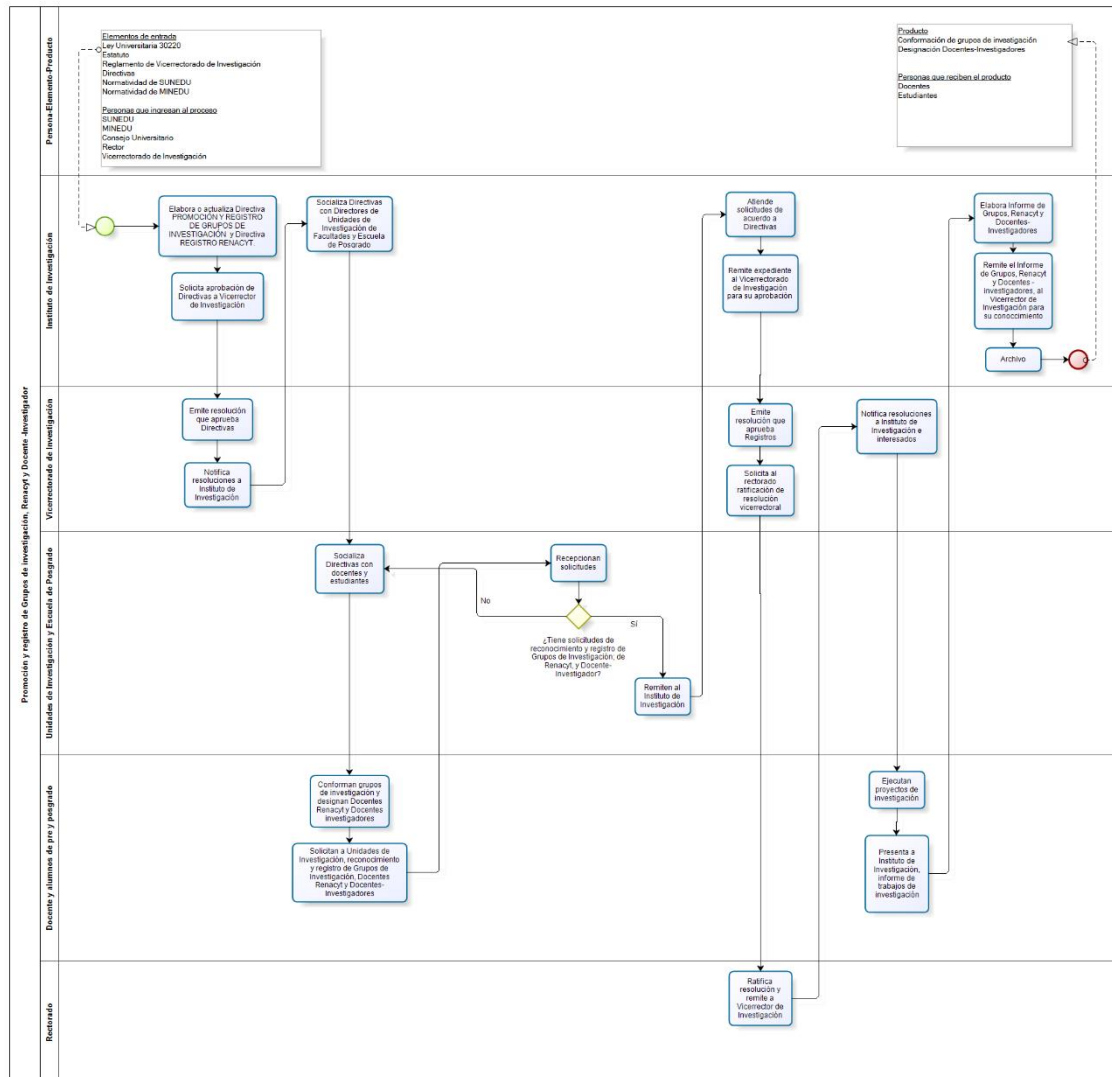 Promoción y registro de Grupos de investigación, Renacyt y Docente -Investigador
Persona-Elemento-Producto
Elementos de entrada
Ley Universitaria 30220
Estatuto
Reglamento de Vicerrectorado de Investigación
Directivas
Normatividad de SUNEDU
Normatividad de MINEDU
Personas que ingresan al proceso
SUNEDU
MINEDU
Consejo Universitario
Rector
Vicerrectorado de Investigación
Producto
Conformación de grupos de investigación
Designación Docentes-Investigadores
Personas que reciben el producto
Docentes
Estudiantes
Instituto de Investigación
Elabora o actualiza Directiva
PROMOCIÓN Y REGISTRO
DE GRUPOS DE
INVESTIGACIÓN y Directiva
REGISTRO RENACYT.
Solicita aprobación de
Directivas a Vicerrector
de Investigación
Socializa Directivas
con Directores de
Unidades de
Investigación de
Facultades y Escuela
de Posgrado
Atiende
solicitudes de
acuerdo a
Directivas
Remite expediente
al Vicerrectorado
de Investigación
para su aprobación
Elabora Informe de
Grupos, Renacyt y
Docentes-
Investigadores
Remite el Informe
de Grupos, Renacyt
y Docentes -
investigadores, al
Vicerrector de
Investigación para
su conoccimiento
Archivo
Vicerrectorado de Investigación
Emite resolución
que aprueba
Directivas
Notifica
resoluciones a
Instituto de
Investigación
Emite
resolución que
aprueba
Registros
Solicita al
rectorado
ratificación de
resolución
vicerrectoral
Notifica resoluciones
a Instituto de
Investigación e
interesados
Unidades de Investigación y Escuela de Posgrado
Socializa
Directivas con
docentes y
estudiantes
Recepcionan
solicitudes
No
Sí
¿Tiene solicitudes de
reconocimiento y registro de
Grupos de Investigación, de
Renacyt, y Docente-
Investigador?
Remiten al
Instituto de
Investigación
Docente y alumnos de pre y posgrado
Conforman grupos
de investigación y
designan Docentes
Renacyt y Docentes
investigadores
Solicitan a Unidades de
Investigación, reconocimiento
y registro de Grupos de
Investigación, Docentes
Renacyt y Docentes-
Investigadores
Ejecutan
proyectos de
investigación
Presenta a
Instituto de
Investigación,
informe de
trabajos de
investigación
Rectorado
Ratifica
resolución y
remite a
Vicerrector de
Investigación